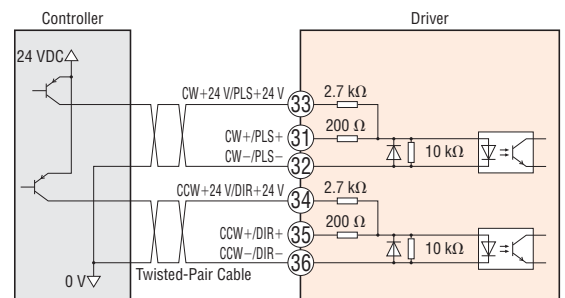 Controller
Driver
24 VDC
CW+24 V/PLS+24 V
33
2.7 kΩ
CW+/PLS+
31
200 Ω
CW−/PLS−
32
10 kΩ
CCW+24 V/DIR+24 V
34
2.7 kΩ
200 Ω
CCW+/DIR+
35
CCW−/DIR−
36
10 kΩ
0 V
Twisted-Pair Cable